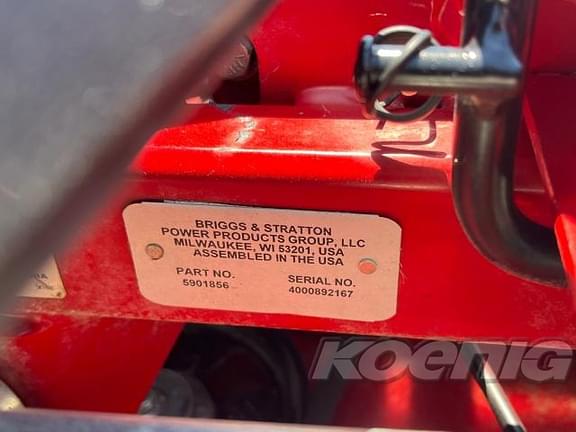 BRIGGS & STRATTON
POWER PRODUCTS GROUP, LLC
MILWAUKEE, WI 53201, USA
ASSEMBLED IN THE USA
PART NO. SERIAL NO.
5901856 4000892167
Koenig